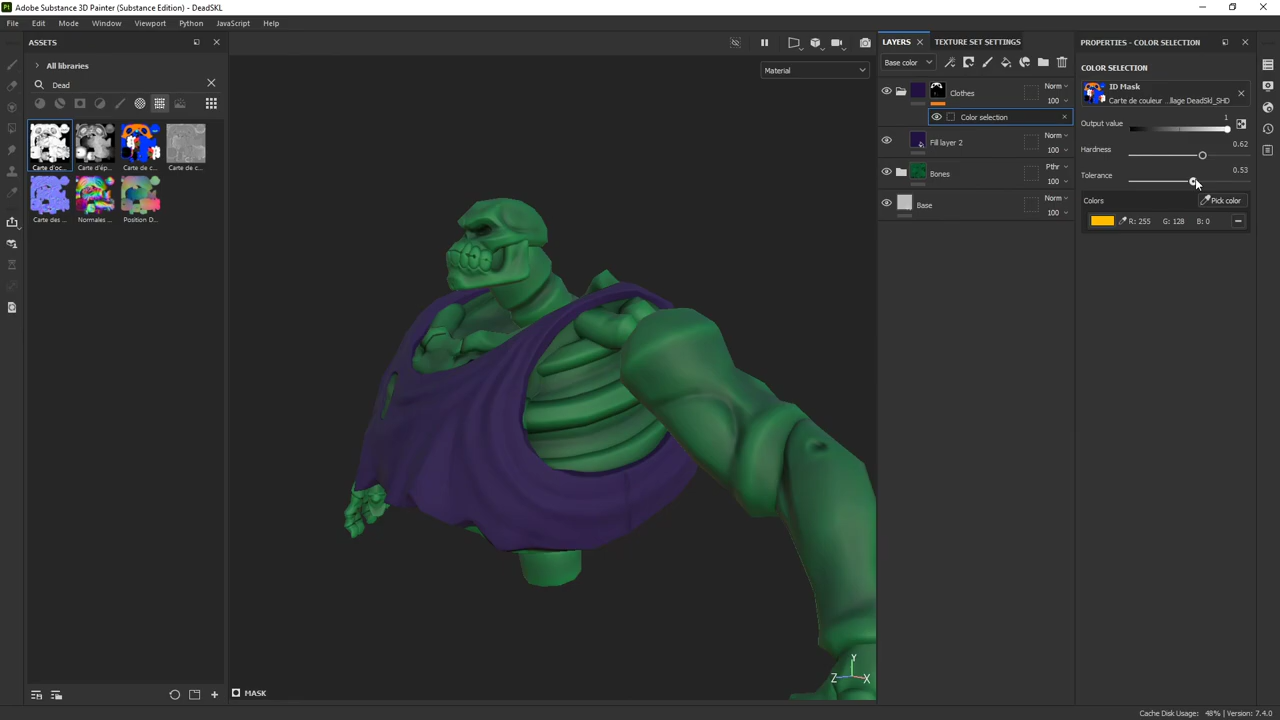 Adobe Substance 3D Painter (Substance Edition) - DeadSKL
File Edit Mode Window Viewport Python JavaScript Help
ASSETS
All libraries
Dead
Carte d'oc...
Carte d'ép...
Carte de c...
Carte de c...
Carte des ...
Normales ...
Position D...
Material
MASK
Y
Z
X
LAYERS
TEXTURE SET SETTINGS
Base color
Clothes
Norm
100
Color selection
Fill layer 2
Norm
100
Bones
Pthr
100
Base
Norm
100
PROPERTIES - COLOR SELECTION
COLOR SELECTION
ID Mask
Carte de couleur ...llage DeadSkl_SHD
Output value
1
Hardness
0.62
Tolerance
0.53
Colors
Pick color
R: 255 G: 128 B: 0
Cache Disk Usage: 48% | Version: 7.4.0